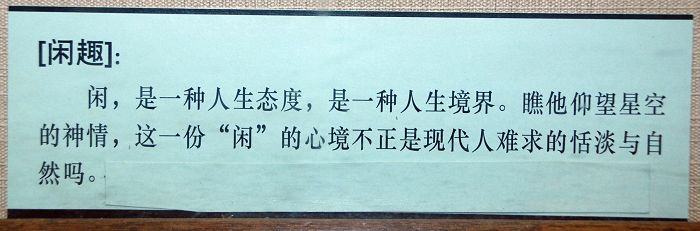 [闲趣]：
闲，是一种人生态度，是一种人生境界。瞧他仰望星空
的神情，这一份“闲”的心境不正是现代人难求的恬淡与自
然吗。